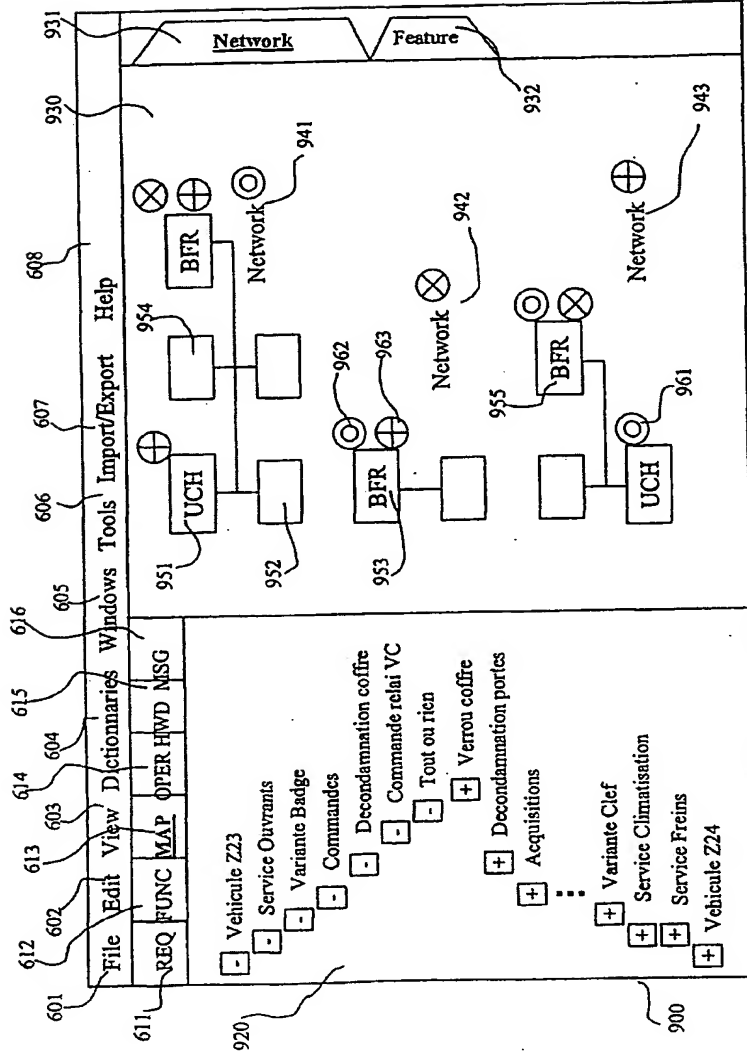 601 602 603 604 605 606 607 608
File Edit View Dictionnaries Windows Tools Import/Export Help
611 612 613 614 615 616
REQ FUNC MAP OPER HWD MSG
- Vehicule Z23
- Service Ouvrants
- Variante Badge
- Commandes
- Decondamnation coffre
- Commande relai VC
- Tout ou rien
+ Verrou coffre
+ Decondamnation portes
+ Acquisitions
+ Variante Clef
+ Service Climatisation
+ Service Freins
+ Vehicule Z24
920
900
930
931
Network
Feature
932
951
UCH
952
954
BFR
Network
941
962
963
BFR
953
Network
942
BFR
955
UCH
961
Network
943